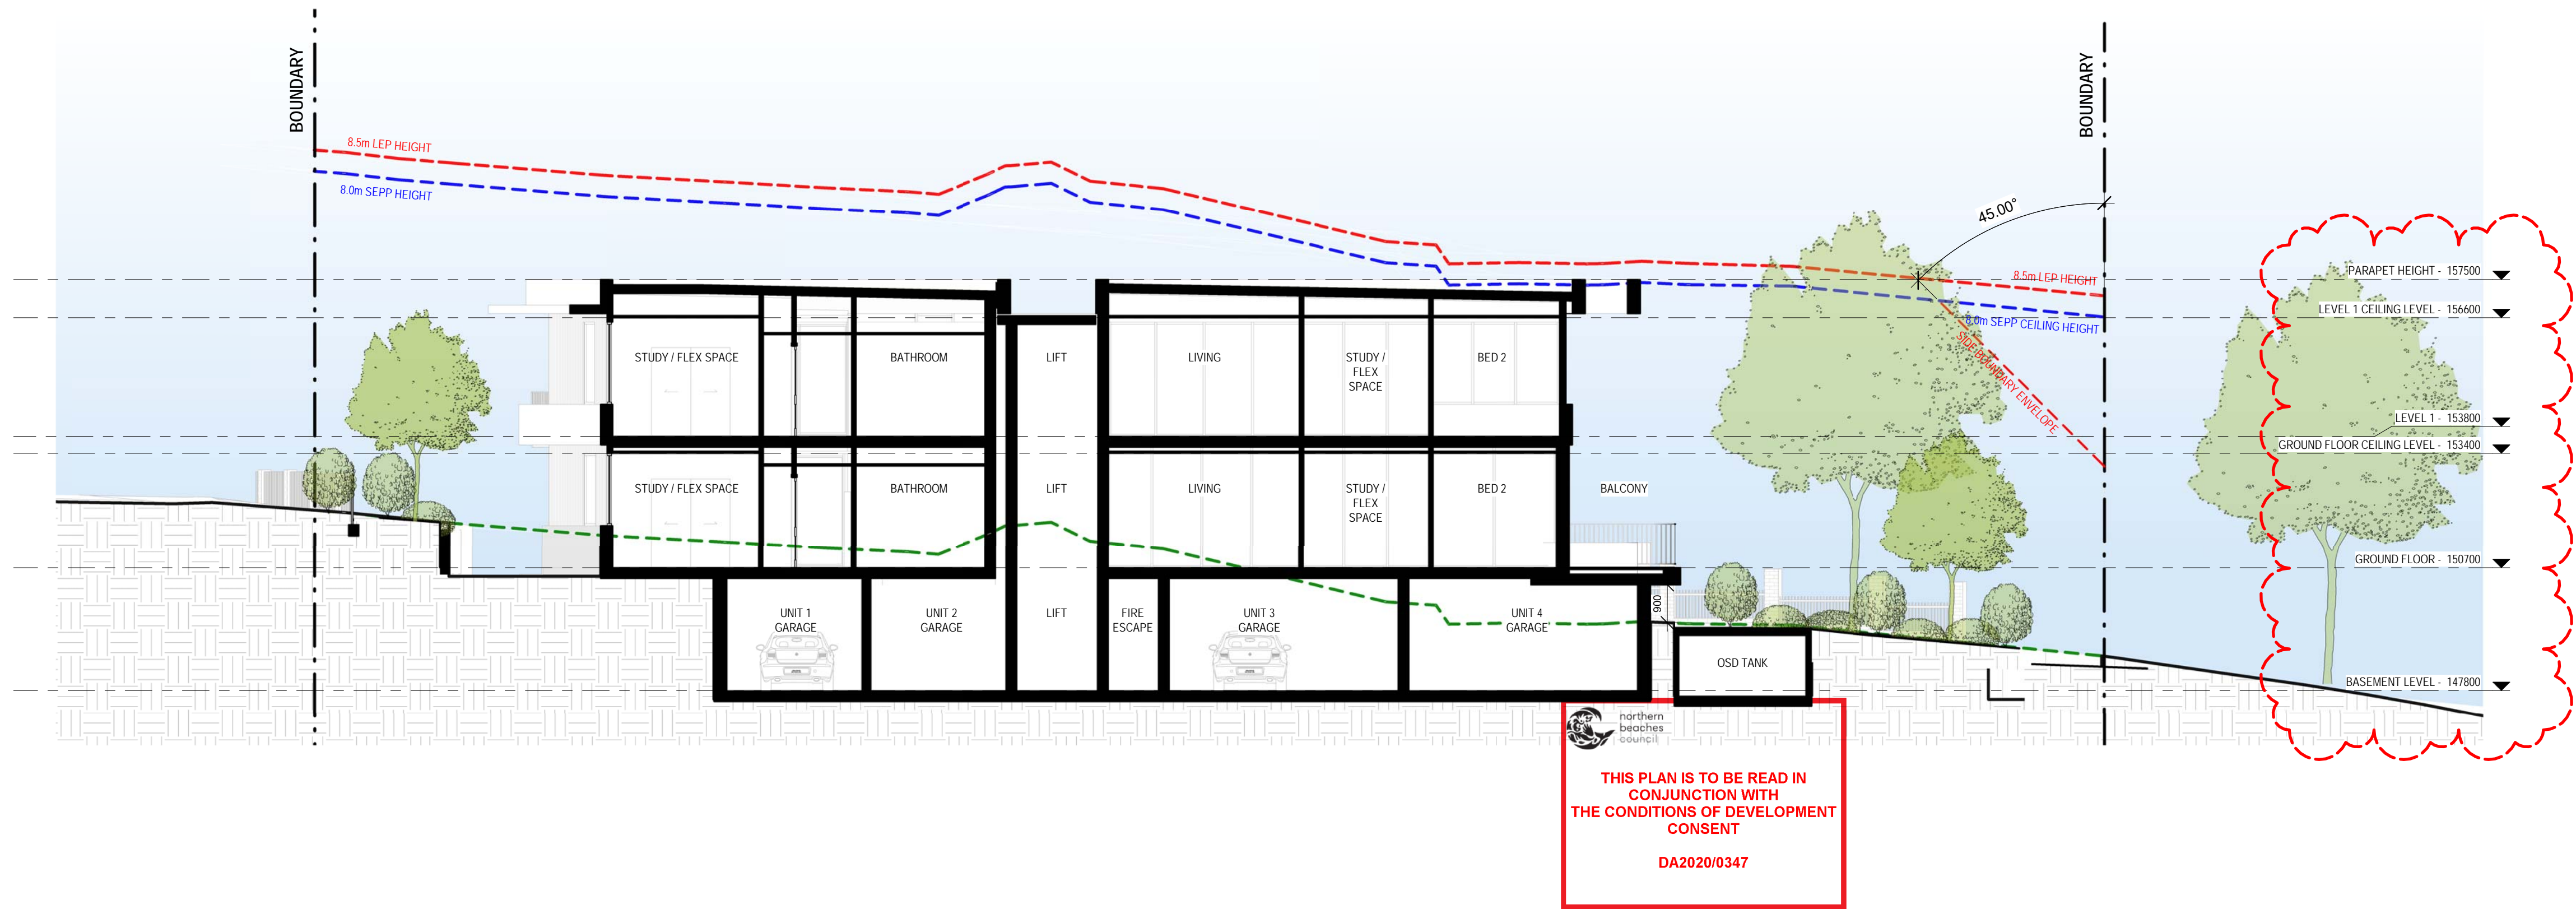 BOUNDARY
BOUNDARY
8.5m LEP HEIGHT
8.0m SEPP HEIGHT
45.00°
8.5m LEP HEIGHT
8.0m SEPP CEILING HEIGHT
SIDE BOUNDARY ENVELOPE
PARAPET HEIGHT - 157500
LEVEL 1 CEILING LEVEL - 156600
LEVEL 1 - 153800
GROUND FLOOR CEILING LEVEL - 153400
GROUND FLOOR - 150700
BASEMENT LEVEL - 147800
STUDY / FLEX SPACE
BATHROOM
LIFT
LIVING
STUDY /
FLEX
SPACE
BED 2
STUDY / FLEX SPACE
BATHROOM
LIFT
LIVING
STUDY /
FLEX
SPACE
BED 2
BALCONY
UNIT 1
GARAGE
UNIT 2
GARAGE
LIFT
FIRE
ESCAPE
UNIT 3
GARAGE
UNIT 4
GARAGE
900
OSD TANK
northern
beaches
council
THIS PLAN IS TO BE READ IN
CONJUNCTION WITH
THE CONDITIONS OF DEVELOPMENT
CONSENT
DA2020/0347